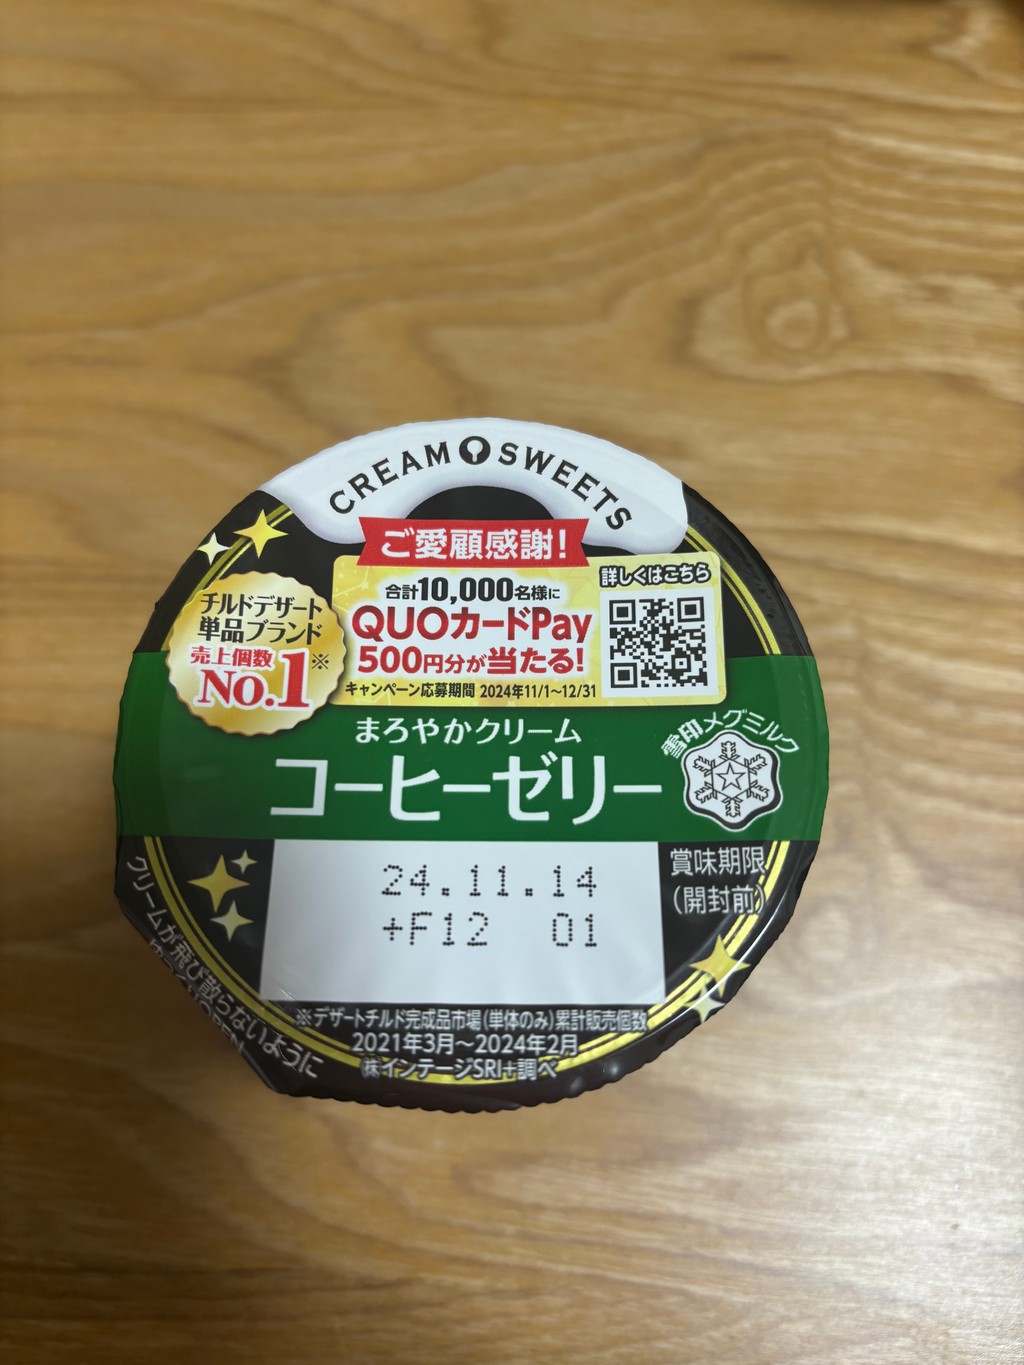 CREAM SWEETS
ご愛顧感謝!
合計10,000名様に
QUOカードPay
500円分が当たる!
キャンペーン応募期間 2024年11/1~12/31
詳しくはこちら
チルドデザート
単品ブランド
売上個数
No.1※
まろやかクリーム
コーヒーゼリー
雪印メグミルク
24.11.14
+F12 01
賞味期限
(開封前)
クリームが飛び散らないように
OPEN
※デザートチルド完成品市場(単体のみ)累計販売個数
2021年3月~2024年2月
㈱インテージSRI+調べ